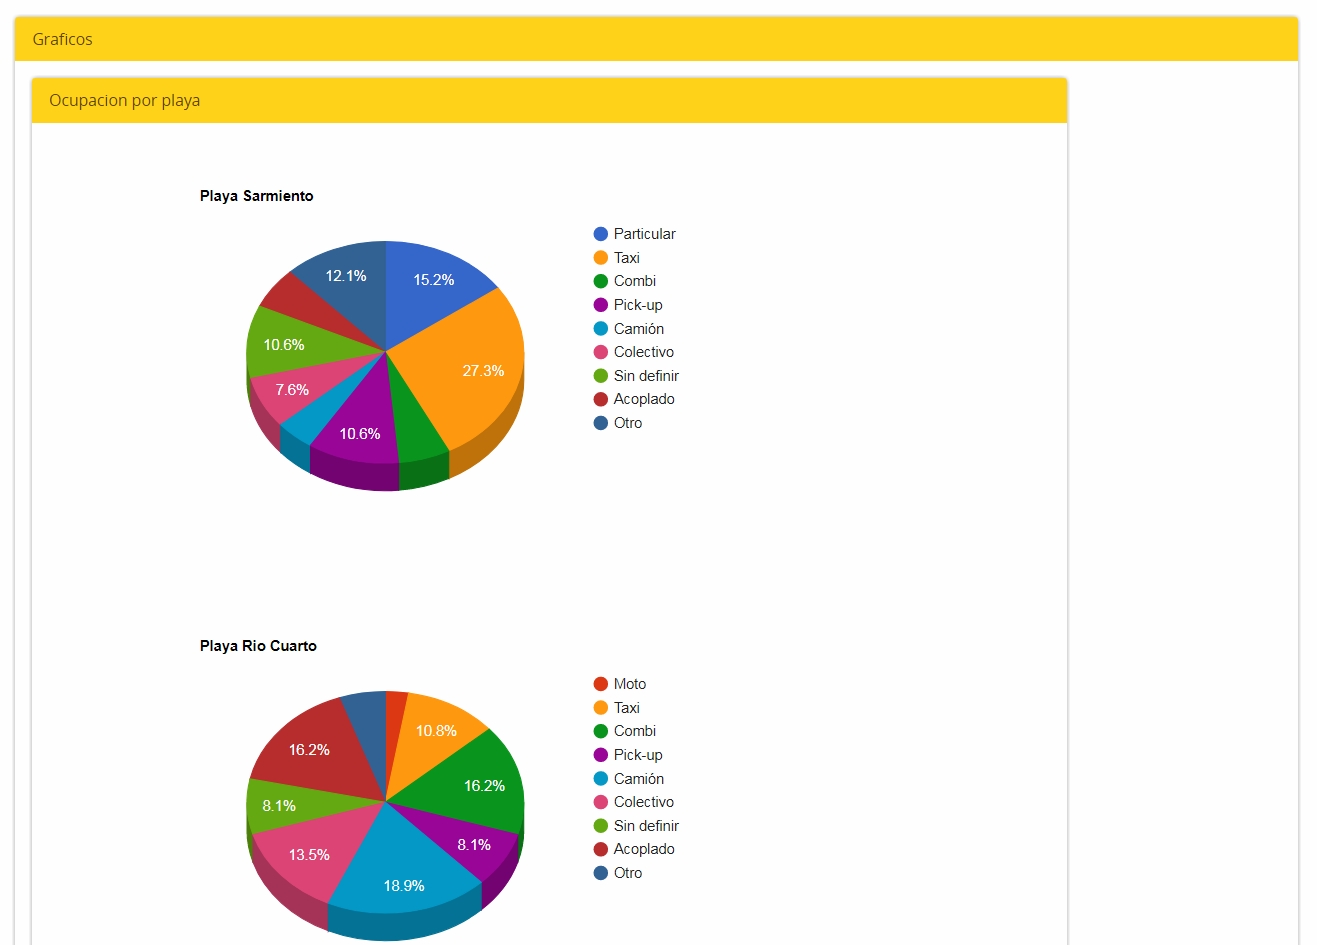 Graficos
Ocupacion por playa
Playa Sarmiento
Particular
Taxi
Combi
Pick-up
Camión
Colectivo
Sin definir
Acoplado
Otro
12.1%
15.2%
10.6%
27.3%
7.6%
10.6%
Playa Rio Cuarto
Moto
Taxi
Combi
Pick-up
Camión
Colectivo
Sin definir
Acoplado
Otro
10.8%
16.2%
16.2%
8.1%
8.1%
13.5%
18.9%